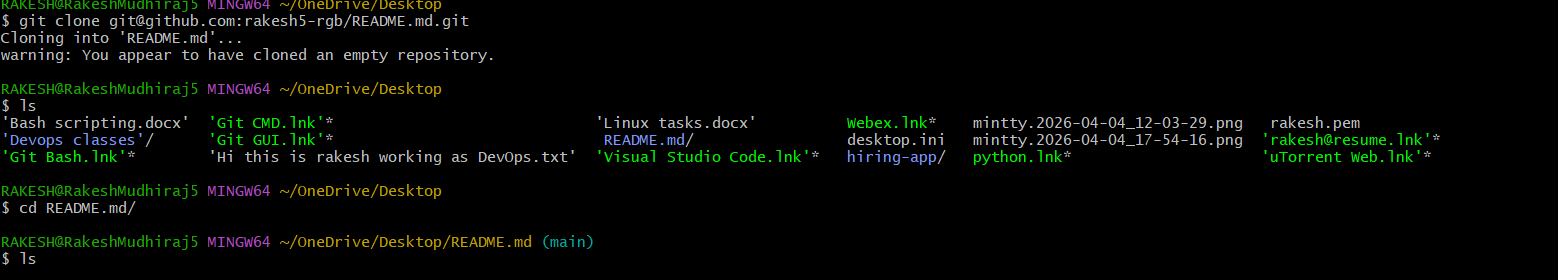 RAKESH@RakeshMudhiraj5 MINGW64 ~/OneDrive/Desktop
$ git clone git@github.com:rakesh5-rgb/README.md.git
Cloning into 'README.md'...
warning: You appear to have cloned an empty repository.
RAKESH@RakeshMudhiraj5 MINGW64 ~/OneDrive/Desktop
$ ls
'Bash scripting.docx'  'Git CMD.lnk'*  'Linux tasks.docx'  Webex.lnk*  mintty.2026-04-04_12-03-29.png  rakesh.pem
'Devops classes'/  'Git GUI.lnk'*  README.md/  desktop.ini  mintty.2026-04-04_17-54-16.png  'rakesh@resume.lnk'*
'Git Bash.lnk'*  'Hi this is rakesh working as DevOps.txt'  'Visual Studio Code.lnk'*  hiring-app/  python.lnk*  'uTorrent Web.lnk'*
RAKESH@RakeshMudhiraj5 MINGW64 ~/OneDrive/Desktop
$ cd README.md/
RAKESH@RakeshMudhiraj5 MINGW64 ~/OneDrive/Desktop/README.md (main)
$ ls